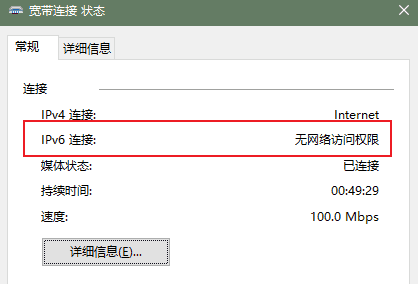 宽带连接 状态
常规 详细信息
连接
IPv4 连接: Internet
IPv6 连接: 无网络访问权限
媒体状态: 已连接
持续时间: 00:49:29
速度: 100.0 Mbps
详细信息(E)...